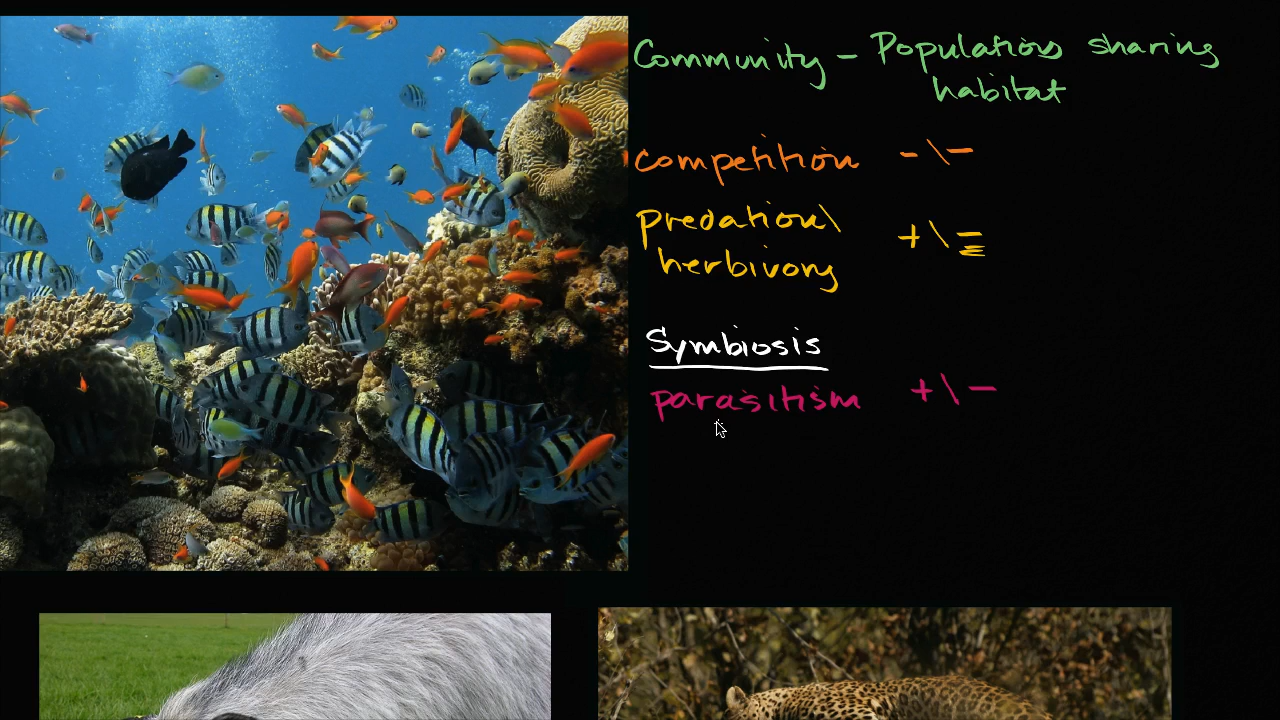 Community - Populations sharing
habitat
competition -\-
predation\
herbivory +\-
Symbiosis
parasitism +\-